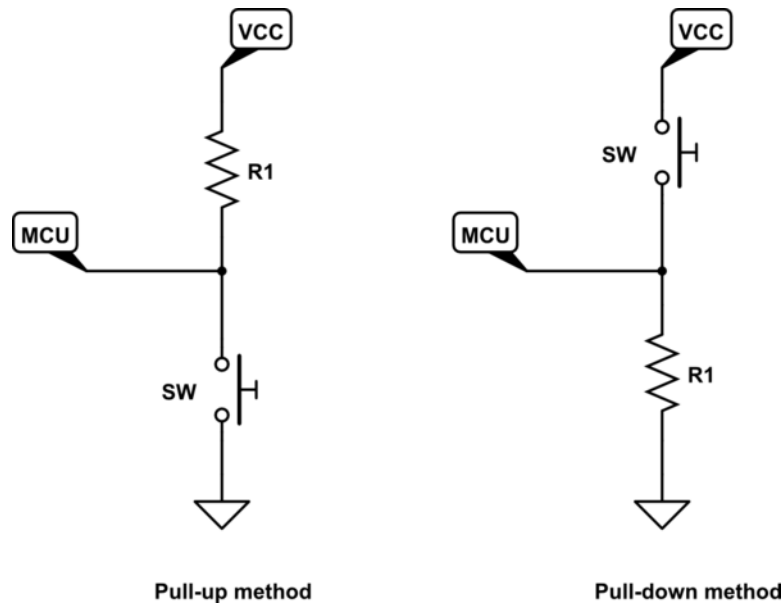 VCC
R1
MCU
SW
Pull-up method
VCC
SW
MCU
R1
Pull-down method